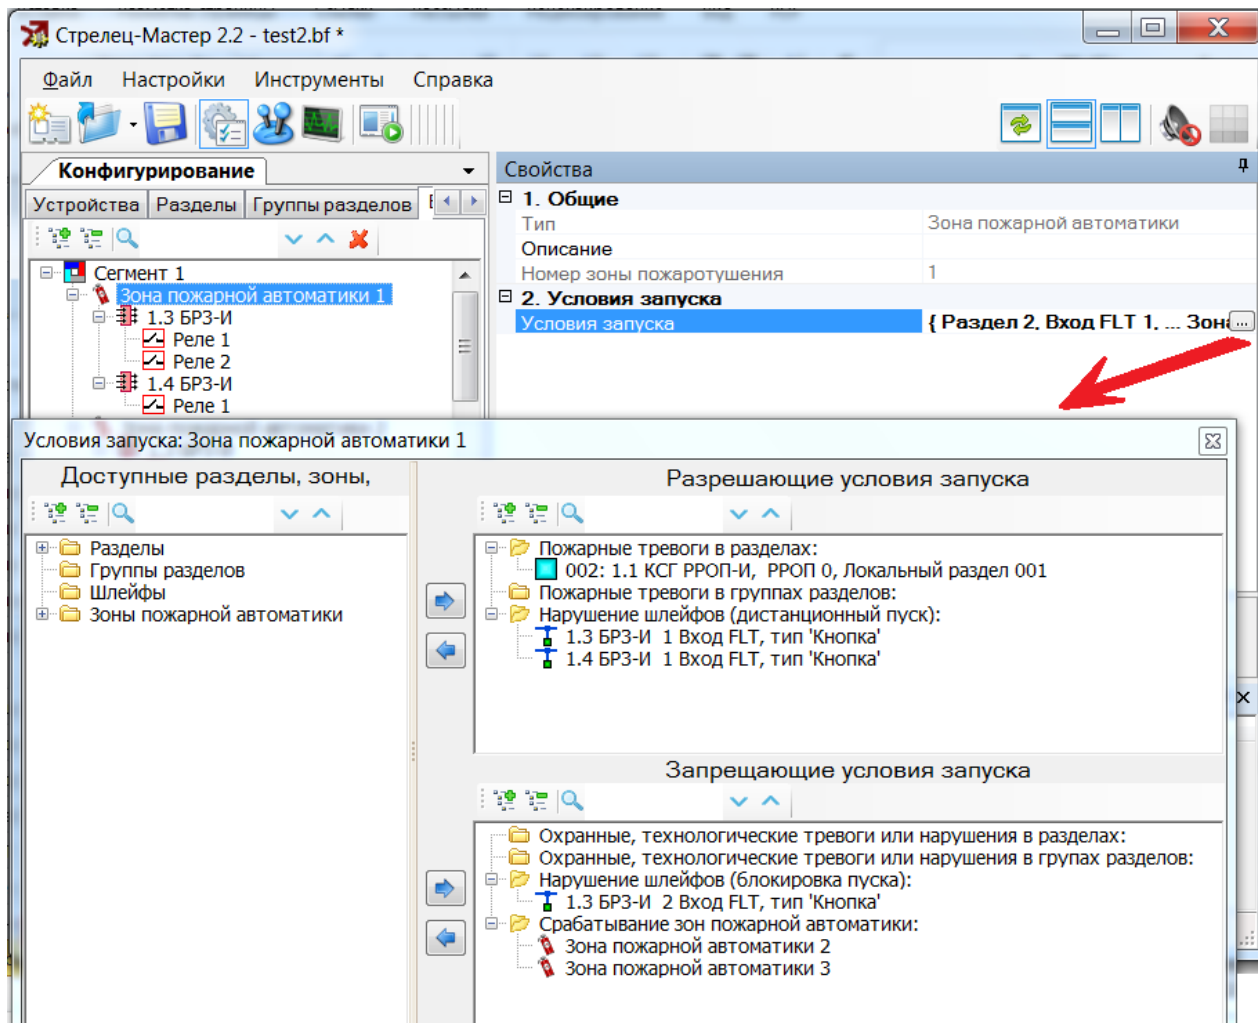 Стрелец-Мастер 2.2 - test2.bf *
Файл Настройки Инструменты Справка
Конфигурирование
Устройства Разделы Группы разделов
Сегмент 1
Зона пожарной автоматики 1
1.3 БРЗ-И
Реле 1
Реле 2
1.4 БРЗ-И
Реле 1
Свойства
1. Общие
Тип Зона пожарной автоматики
Описание
Номер зоны пожаротушения 1
2. Условия запуска
Условия запуска { Раздел 2, Вход FLT 1, ... Зона ...
Условия запуска: Зона пожарной автоматики 1
Доступные разделы, зоны,
Разделы
Группы разделов
Шлейфы
Зоны пожарной автоматики
Разрешающие условия запуска
Пожарные тревоги в разделах:
002: 1.1 КСГ РРОП-И, РРОП 0, Локальный раздел 001
Пожарные тревоги в группах разделов:
Нарушение шлейфов (дистанционный пуск):
1.3 БРЗ-И 1 Вход FLT, тип 'Кнопка'
1.4 БРЗ-И 1 Вход FLT, тип 'Кнопка'
Запрещающие условия запуска
Охранные, технологические тревоги или нарушения в разделах:
Охранные, технологические тревоги или нарушения в групах разделов:
Нарушение шлейфов (блокировка пуска):
1.3 БРЗ-И 2 Вход FLT, тип 'Кнопка'
Срабатывание зон пожарной автоматики:
Зона пожарной автоматики 2
Зона пожарной автоматики 3